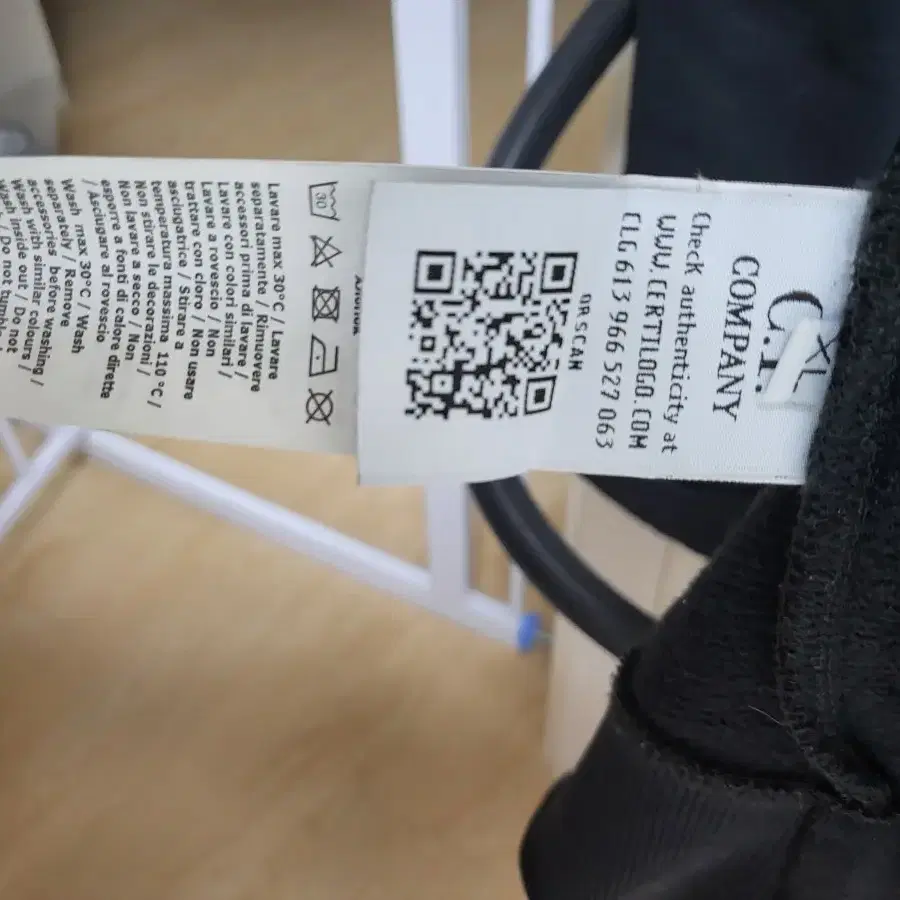 C.P.
COMPANY
XL
Check authenticity at
WWW.CERTILOGO.COM
CLG 613 966 527 063
QR SCAN
30
Lavare max 30°C / Lavare
separatamente / Rimuovere
accessori prima di lavare /
Lavare con colori similari /
Lavare a rovescio / Non
trattare con cloro / Non usare
asciugatrice / Stirare a
temperatura massima 110 °C /
Non stirare le decorazioni /
Non lavare a secco / Non
esporre a fonti di calore dirette
/ Asciugare al rovescio
Wash max 30°C / Wash
separately / Remove
accessories before washing /
Wash with similar colours /
Wash inside out / Do not
/ Do not tumble